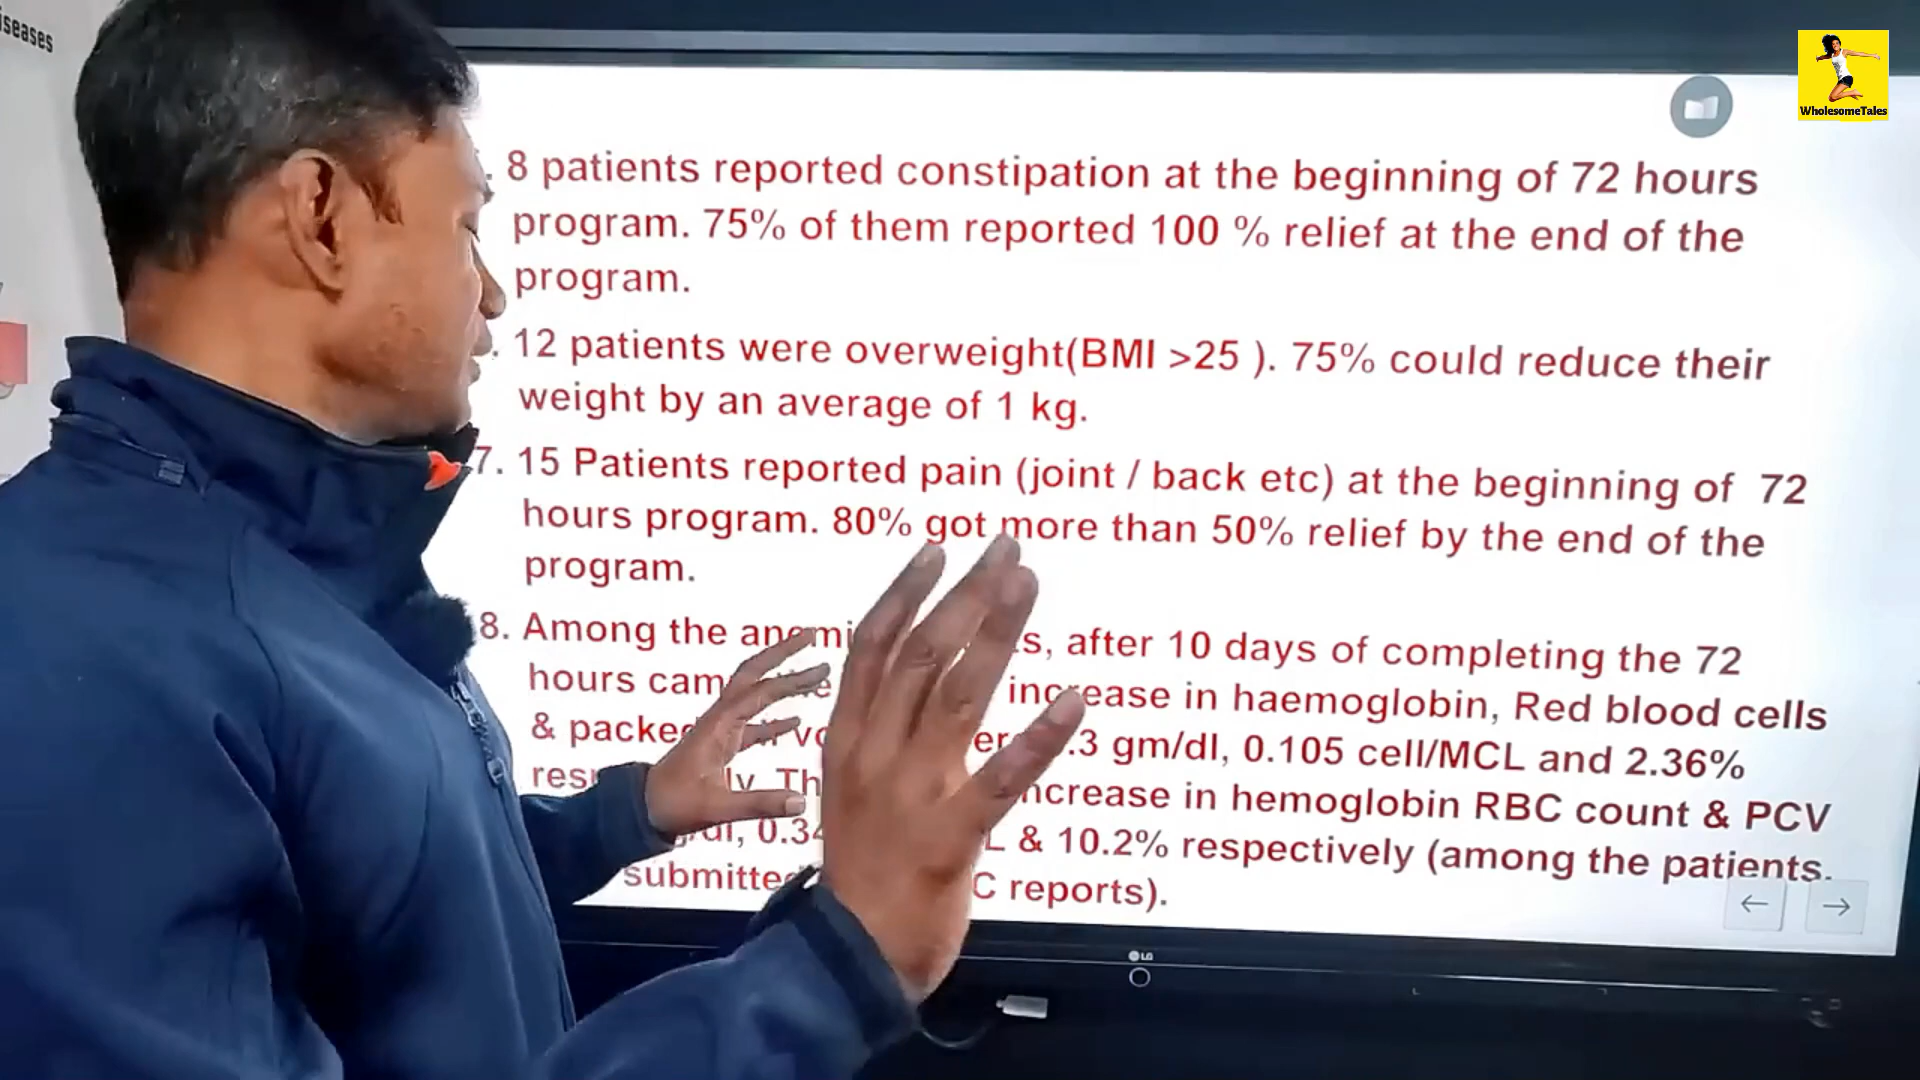 WholesomeTales
8 patients reported constipation at the beginning of 72 hours
program. 75% of them reported 100 % relief at the end of the
program.
12 patients were overweight(BMI >25 ). 75% could reduce their
weight by an average of 1 kg.
7. 15 Patients reported pain (joint / back etc) at the beginning of 72
hours program. 80% got more than 50% relief by the end of the
program.
8. Among the after 10 days of completing the 72
hours increase in haemoglobin, Red blood cells
& .3 gm/dl, 0.105 cell/MCL and 2.36%
increase in hemoglobin RBC count & PCV
& 10.2% respectively (among the patients.
reports).
LG